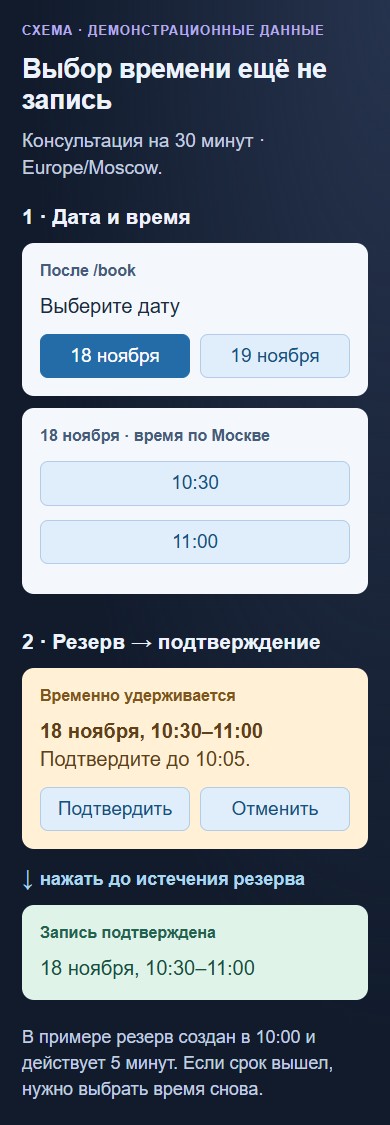 СХЕМА · ДЕМОНСТРАЦИОННЫЕ ДАННЫЕ
Выбор времени ещё не
запись
Консультация на 30 минут ·
Europe/Moscow.
1 · Дата и время
После /book
Выберите дату
18 ноября
19 ноября
18 ноября · время по Москве
10:30
11:00
2 · Резерв → подтверждение
Временно удерживается
18 ноября, 10:30–11:00
Подтвердите до 10:05.
Подтвердить
Отменить
↓ нажать до истечения резерва
Запись подтверждена
18 ноября, 10:30–11:00
В примере резерв создан в 10:00 и
действует 5 минут. Если срок вышел,
нужно выбрать время снова.